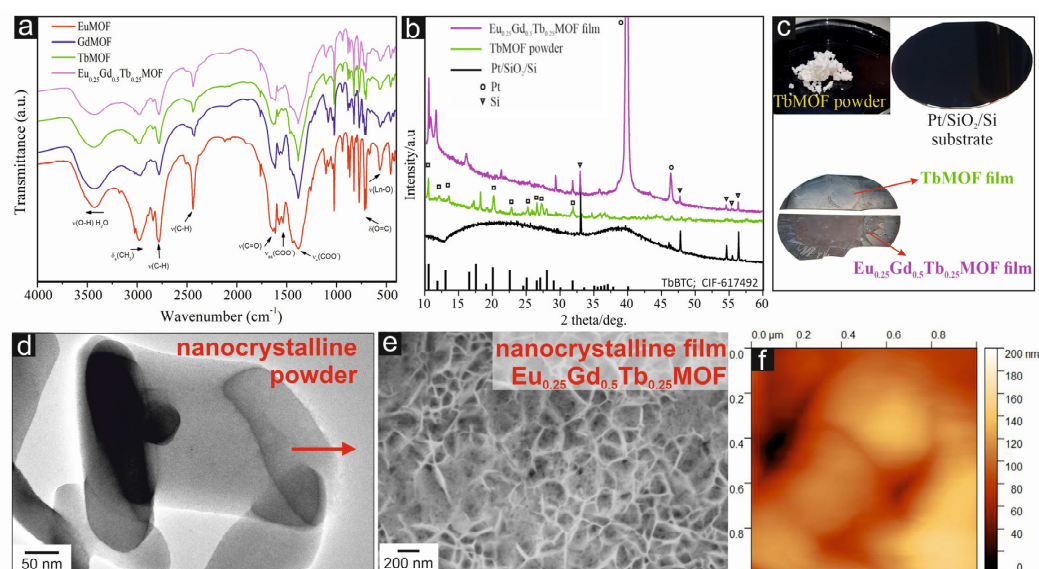 a
EuMOF
GdMOF
TbMOF
Eu0.25Gd0.5Tb0.25MOF
Transmittance (a.u.)
ν(Ln-O)
ν(O-H) H2O
δs(CH3)
ν(C-H)
ν(C-H)
ν(C=O)
νas(COO-)
νs(COO-)
δ(O=C)
4000 3500 3000 2500 2000 1500 1000 500
Wavenumber (cm-1)
b
Eu0.25Gd0.5Tb0.25MOF film
TbMOF powder
Pt/SiO2/Si
Pt
Si
Intensity/a.u
TbBTC; CIF-617492
10 15 20 25 30 35 40 45 50 55 60
2 theta/deg.
c
TbMOF powder
Pt/SiO2/Si
substrate
TbMOF film
Eu0.25Gd0.5Tb0.25MOF film
d
nanocrystalline
powder
50 nm
e
nanocrystalline film
Eu0.25Gd0.5Tb0.25MOF
200 nm
f
0.0 µm 0.2 0.4 0.6 0.8
0.0
0.2
0.4
0.6
0.8
200 nm
180
160
140
120
100
80
60
40
20
0